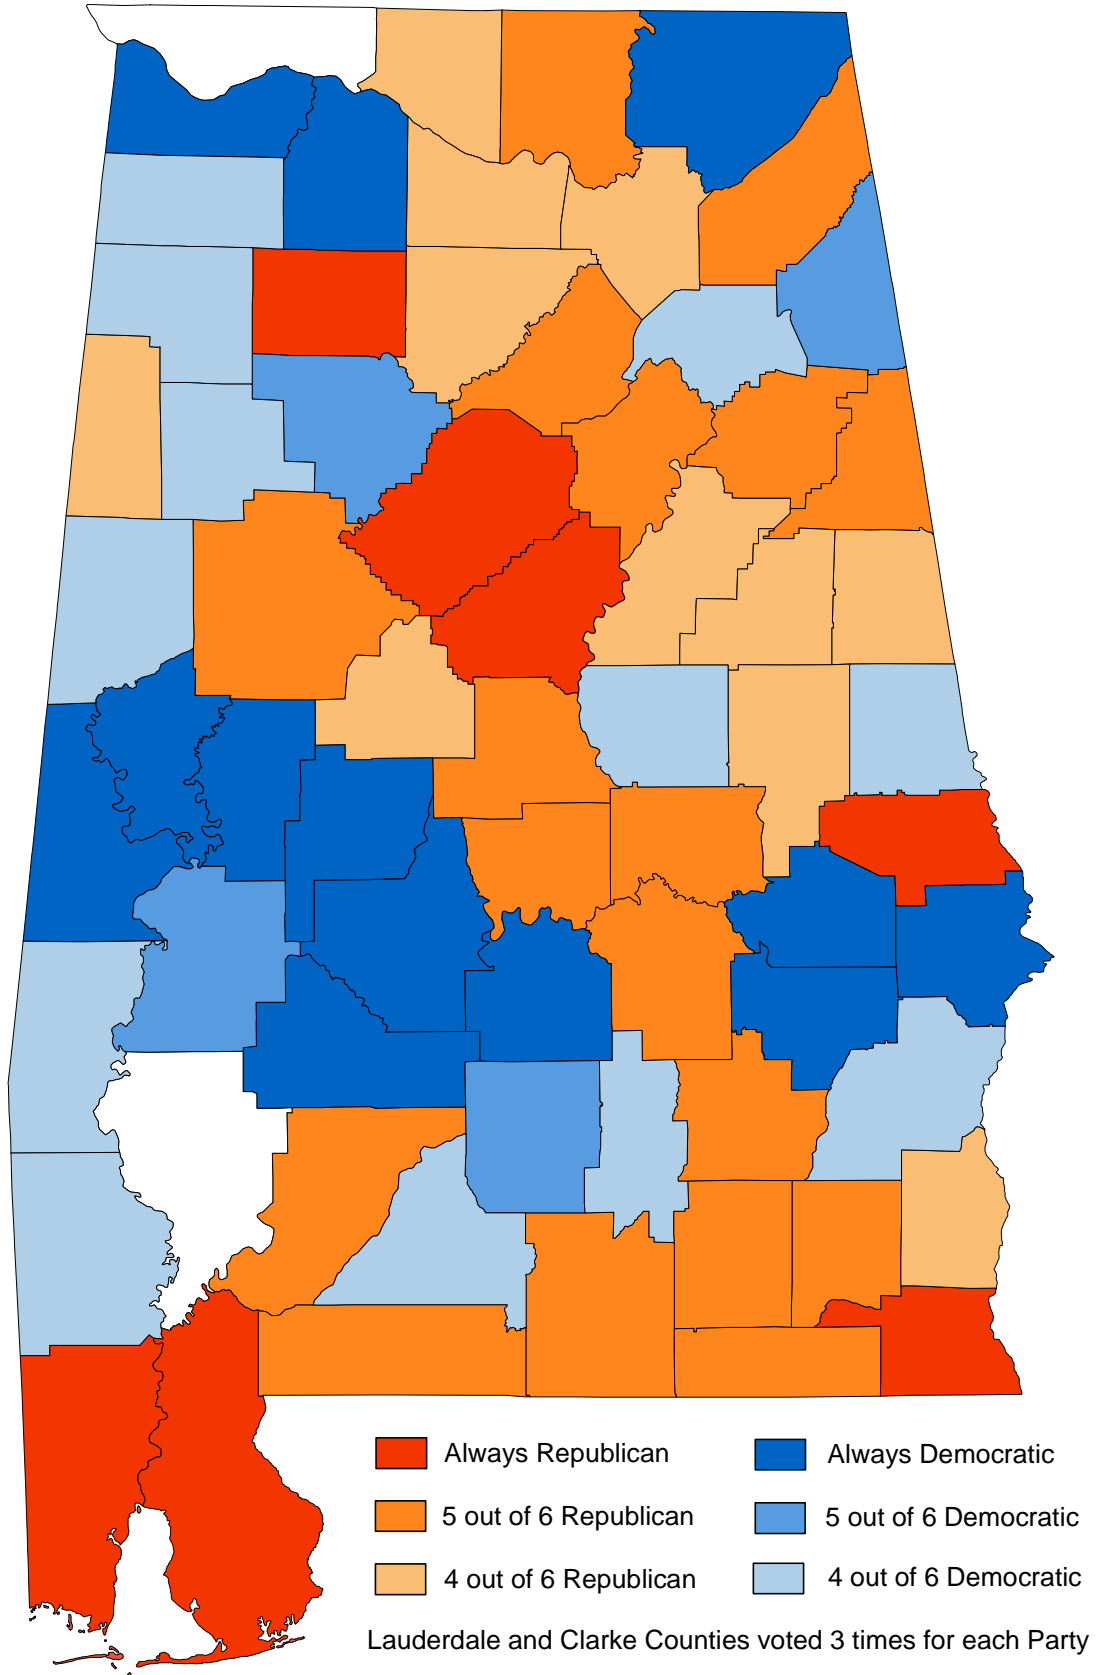 Always Republican
Always Democratic
5 out of 6 Republican
5 out of 6 Democratic
4 out of 6 Republican
4 out of 6 Democratic
Lauderdale and Clarke Counties voted 3 times for each Party